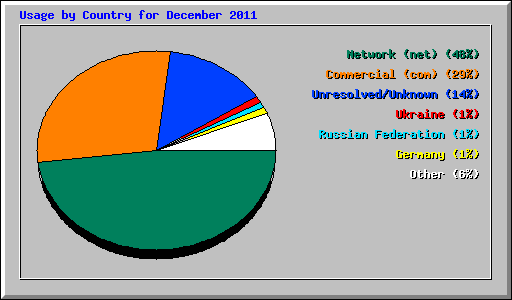 Usage by Country for December 2011
Network (net) (48%)
Commercial (com) (29%)
Unresolved/Unknown (14%)
Ukraine (1%)
Russian Federation (1%)
Germany (1%)
Other (6%)